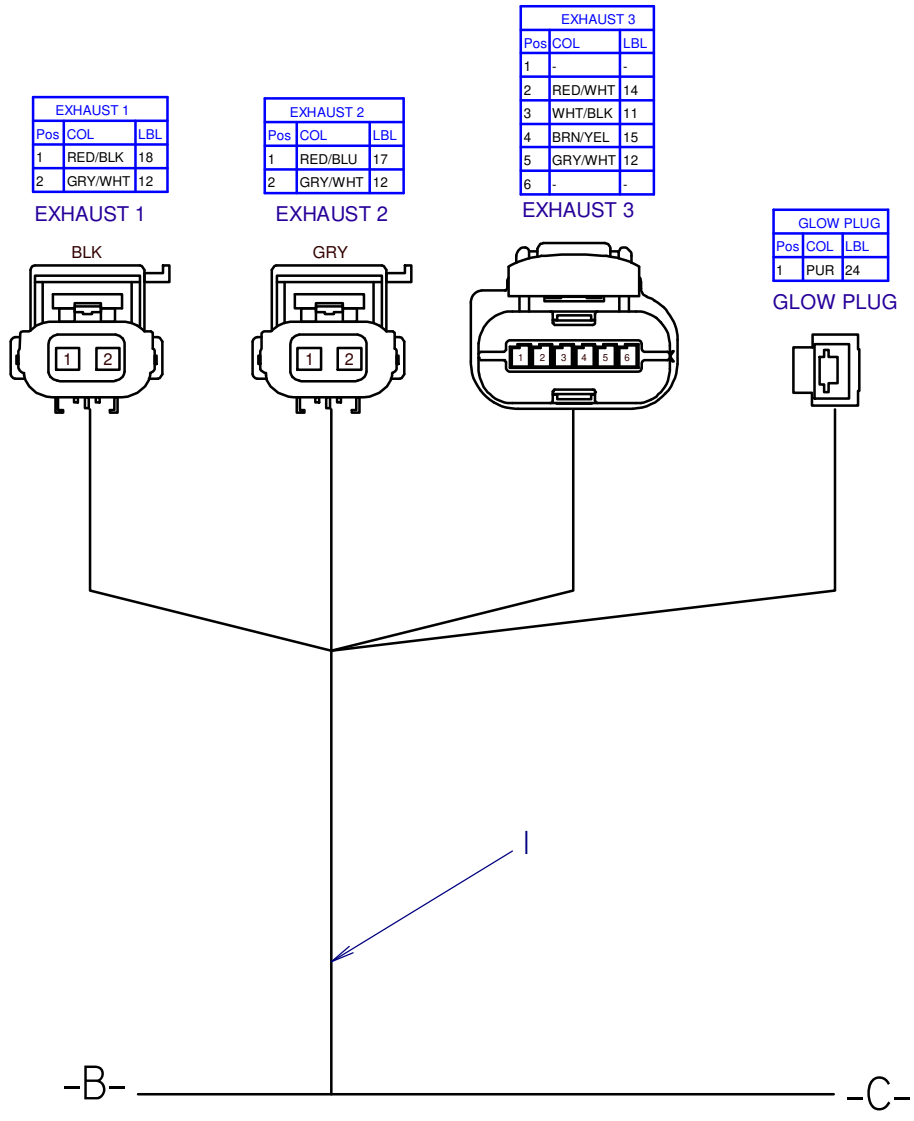 EXHAUST 1
Pos COL LBL
1 RED/BLK 18
2 GRY/WHT 12
EXHAUST 1
BLK
1 2
EXHAUST 2
Pos COL LBL
1 RED/BLU 17
2 GRY/WHT 12
EXHAUST 2
GRY
1 2
EXHAUST 3
Pos COL LBL
1 - -
2 RED/WHT 14
3 WHT/BLK 11
4 BRN/YEL 15
5 GRY/WHT 12
6 - -
EXHAUST 3
1 2 3 4 5 6
GLOW PLUG
Pos COL LBL
1 PUR 24
GLOW PLUG
I
-B-
-C-